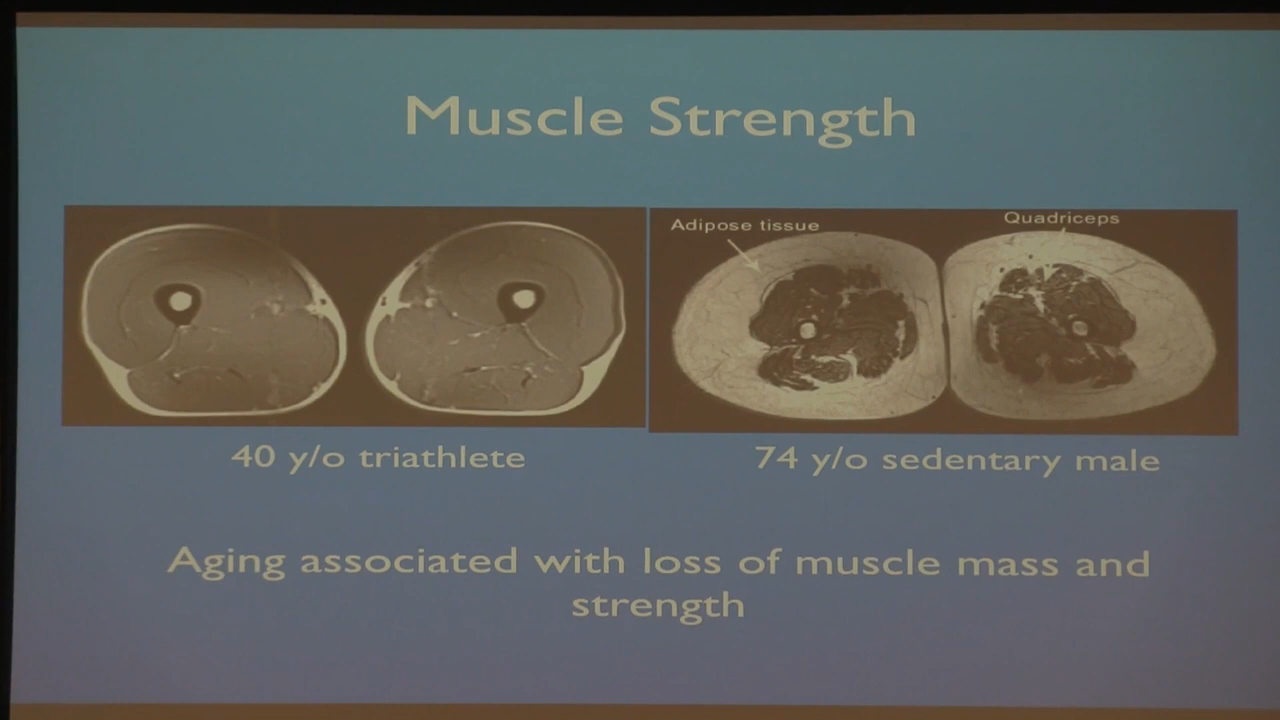 Muscle Strength
Adipose tissue
Quadriceps
40 y/o triathlete
74 y/o sedentary male
Aging associated with loss of muscle mass and
strength